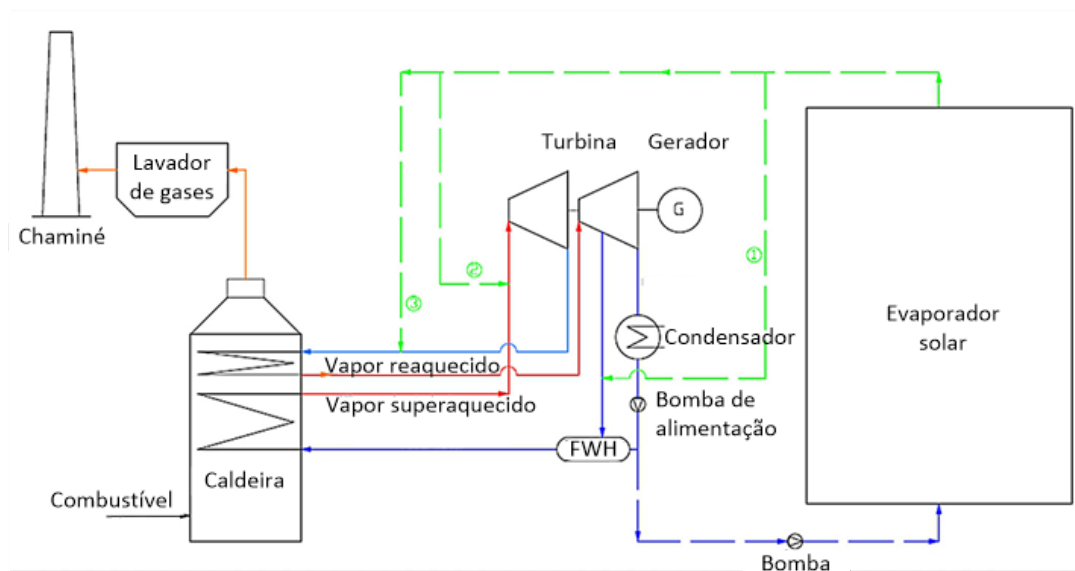 Turbina
Gerador
Lavador
de gases
Chaminé
G
①
②
③
Evaporador
solar
Condensador
Vapor reaquecido
Vapor superaquecido
Bomba de
alimentação
FWH
Caldeira
Combustível
Bomba